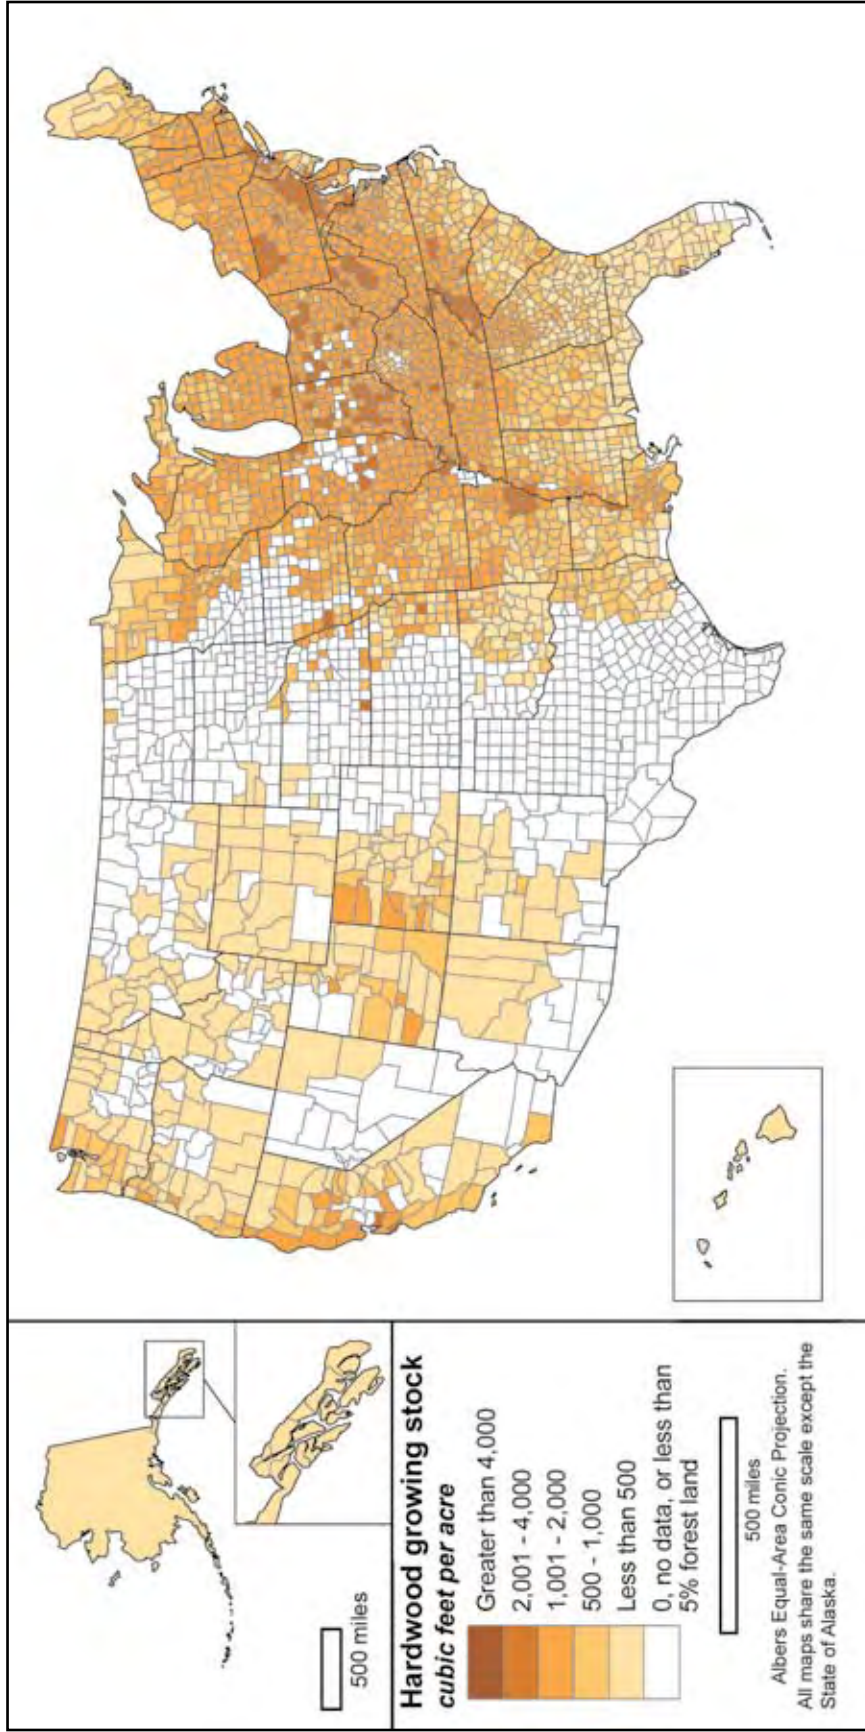 500 miles
Hardwood growing stock
cubic feet per acre
Greater than 4,000
2,001 - 4,000
1,001 - 2,000
500 - 1,000
Less than 500
0, no data, or less than
5% forest land
500 miles
Albers Equal-Area Conic Projection.
All maps share the same scale except the
State of Alaska.